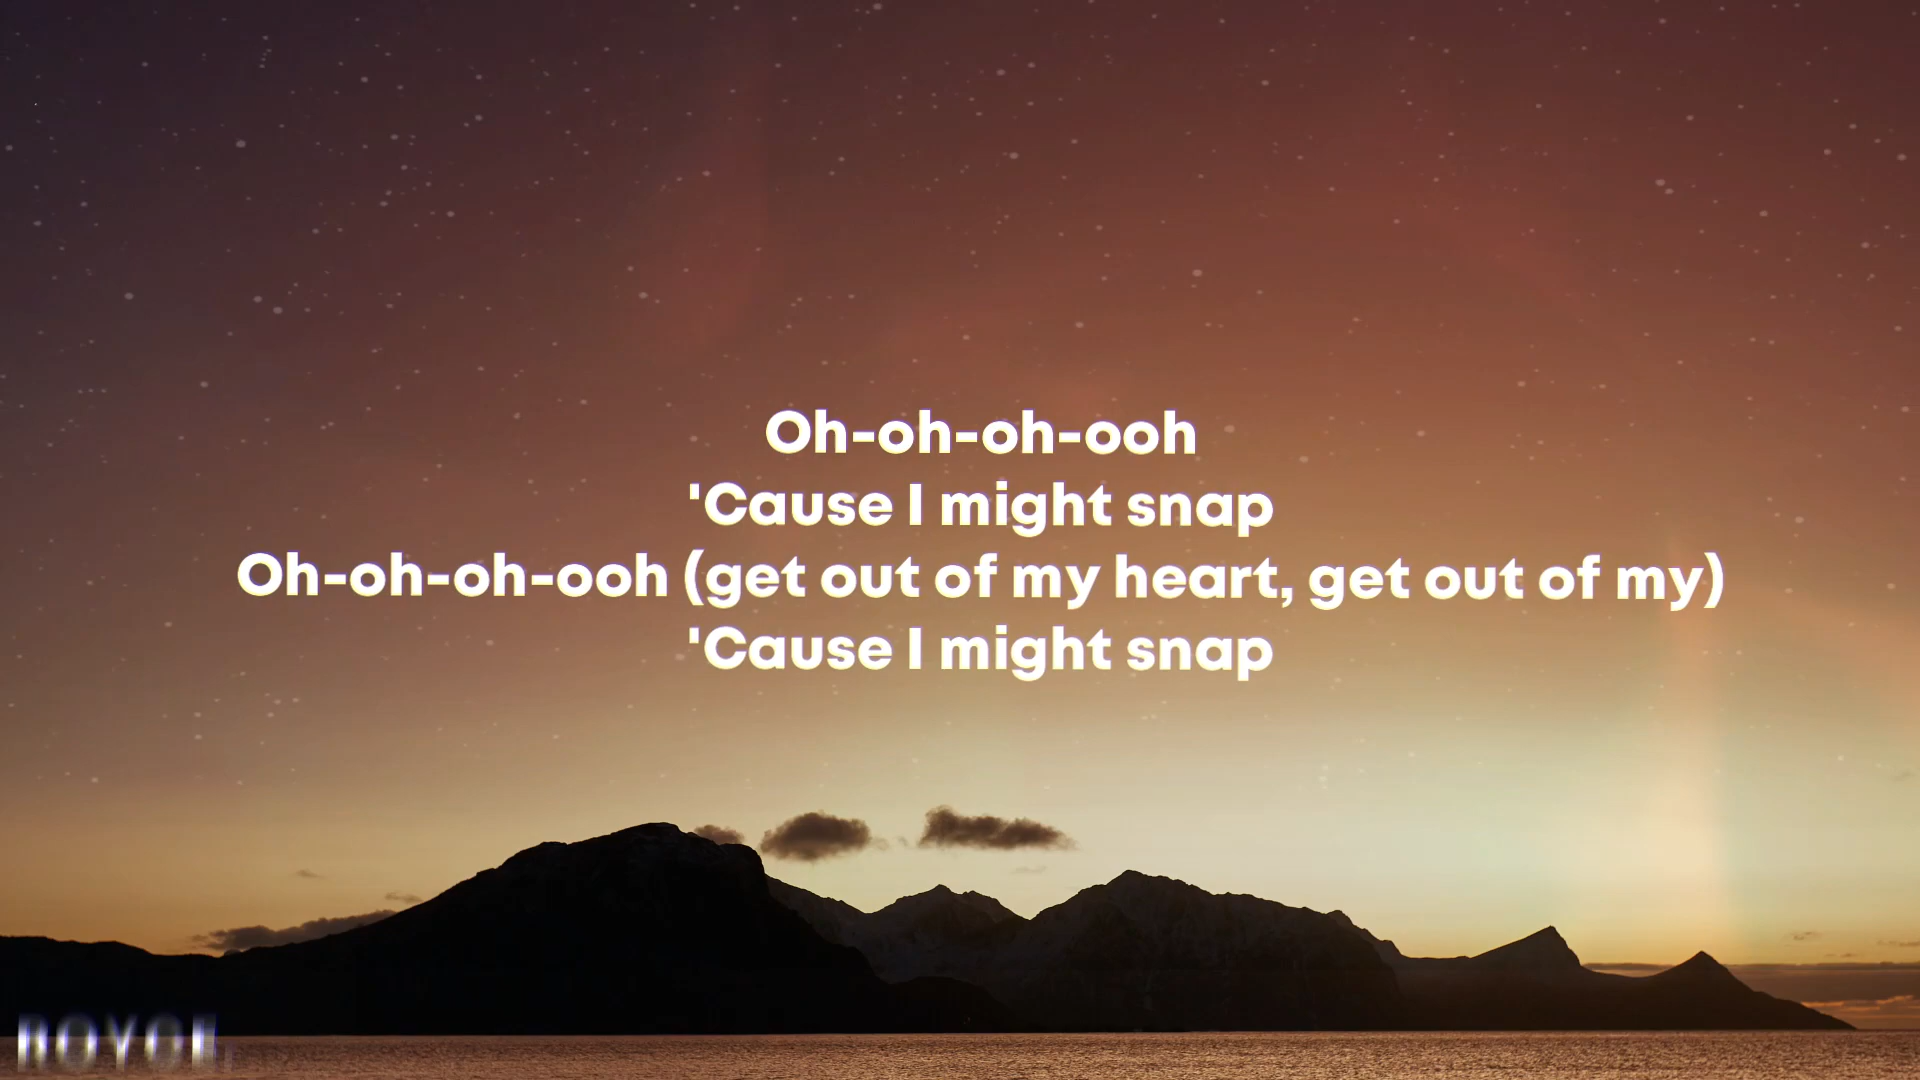 Oh-oh-oh-ooh
'Cause I might snap
Oh-oh-oh-ooh (get out of my heart, get out of my)
'Cause I might snap